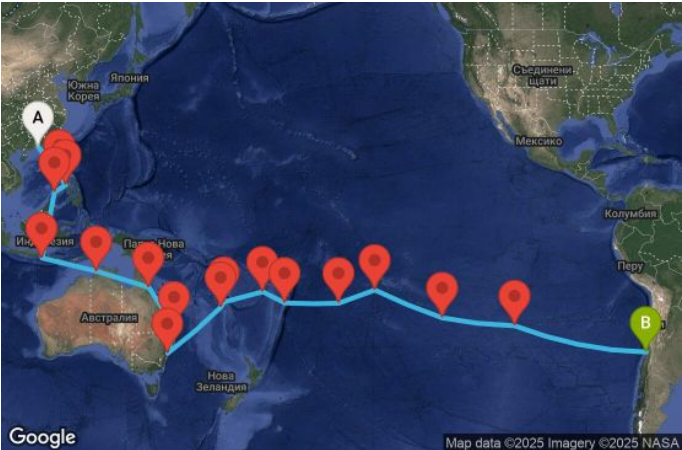 Япония
Южна
Корея
A
Съединени
щати
Мексико
Колумбия
Нова
Перу
B
Австралия
Нова
Зеландия
Google
Map data ©2025 Imagery ©2025 NASA